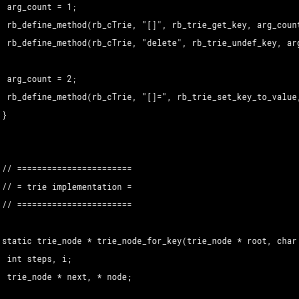 arg_count = 1;
rb_define_method(rb_cTrie, "[]", rb_trie_get_key, arg_count
rb_define_method(rb_cTrie, "delete", rb_trie_undef_key, arg
arg_count = 2;
rb_define_method(rb_cTrie, "[]=", rb_trie_set_key_to_value,
}
// =======================
// = trie implementation =
// =======================
static trie_node * trie_node_for_key(trie_node * root, char
int steps, i;
trie_node * next, * node;